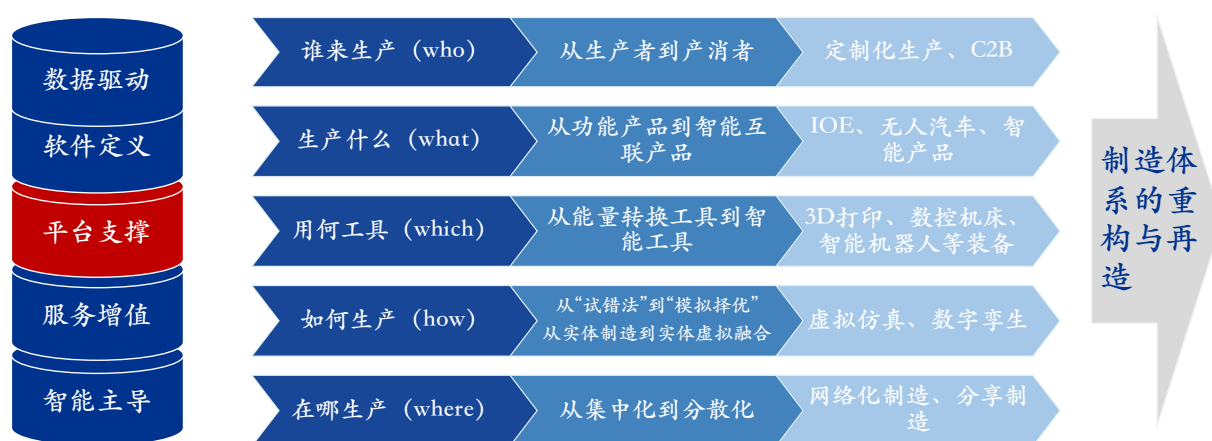 数据驱动
软件定义
平台支撑
服务增值
智能主导
谁来生产（who）
从生产者到产消者
定制化生产、C2B
生产什么（what）
从功能产品到智能互
联产品
IOE、无人汽车、智
能产品
用何工具（which）
从能量转换工具到智
能工具
3D打印、数控机床、
智能机器人等装备
如何生产（how）
从“试错法”到“模拟择优”
从实体制造到实体虚拟融合
虚拟仿真、数字孪生
在哪生产（where）
从集中化到分散化
网络化制造、分享制
造
制造体
系的重
构与再
造